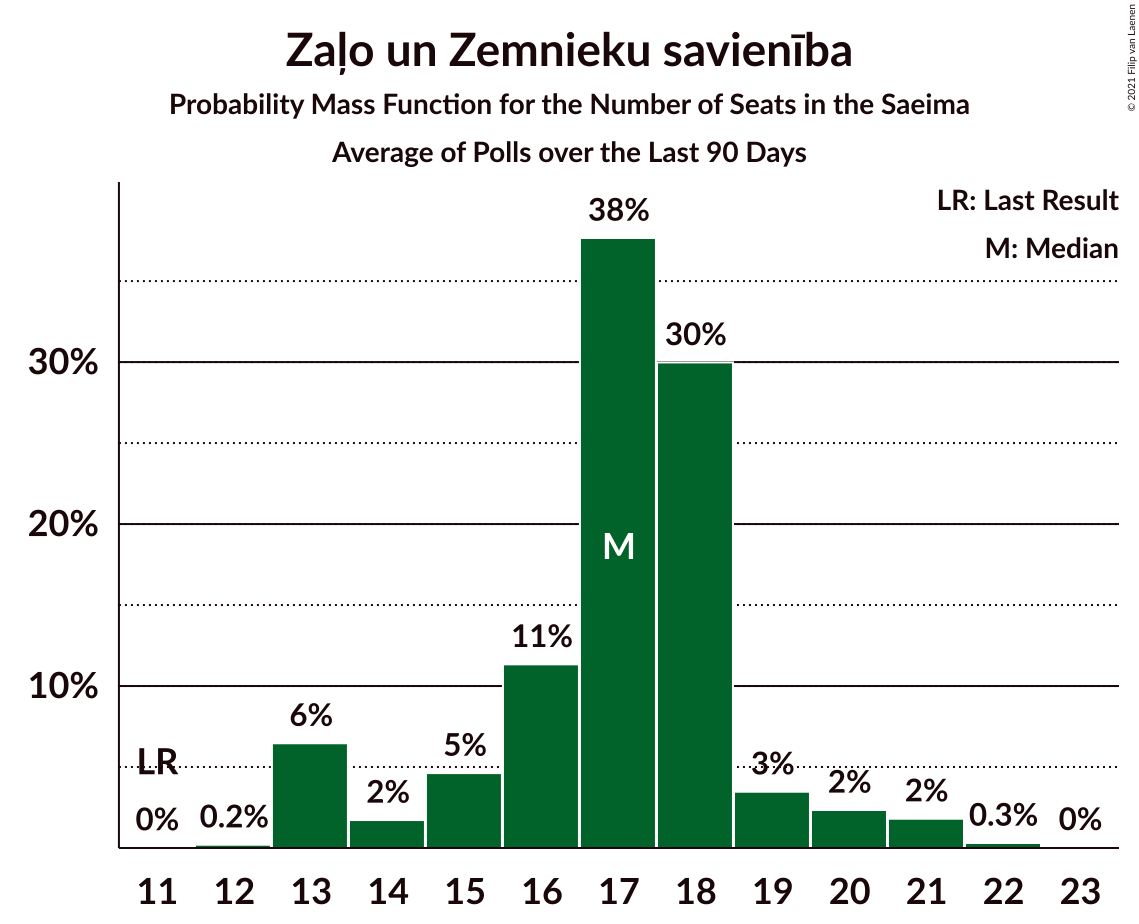 Zaļo un Zemnieku savienība
Probability Mass Function for the Number of Seats in the Saeima
Average of Polls over the Last 90 Days
© 2021 Filip van Laenen
LR: Last Result
M: Median
38%
30%
30%
20%
M
11%
10%
6%
5%
LR
3%
2%
2%
2%
0%
0.2%
0.3%
0%
11 12 13 14 15 16 17 18 19 20 21 22 23